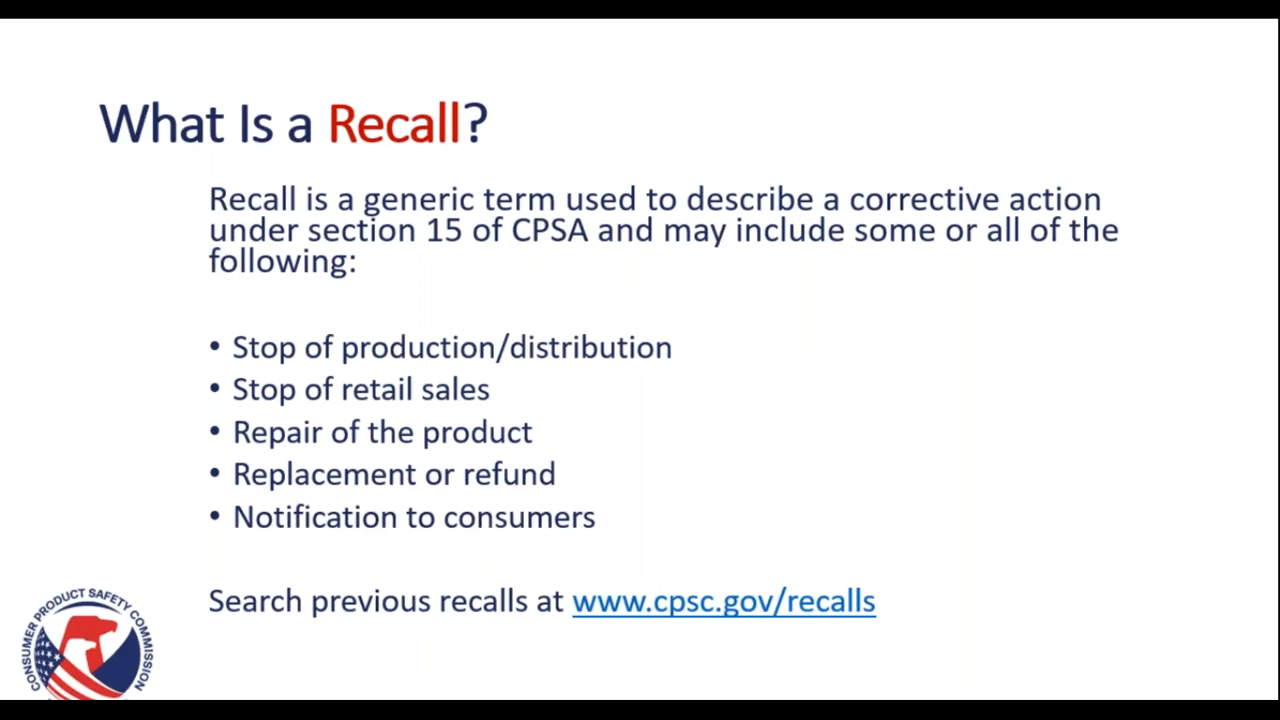 What Is a Recall?
Recall is a generic term used to describe a corrective action
under section 15 of CPSA and may include some or all of the
following:
• Stop of production/distribution
• Stop of retail sales
• Repair of the product
• Replacement or refund
• Notification to consumers
Search previous recalls at www.cpsc.gov/recalls
CONSUMER PRODUCT SAFETY COMMISSION